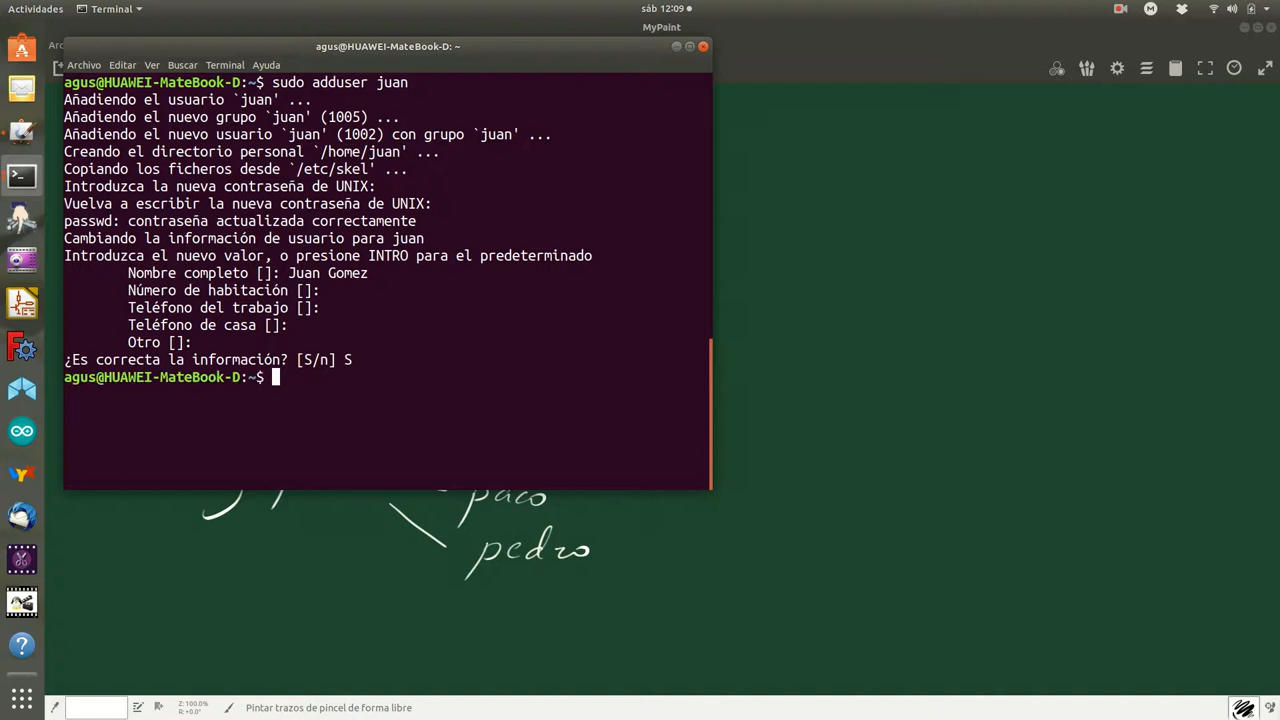 Actividades
Terminal
sáb 12:09
MyPaint
agus@HUAWEI-MateBook-D: ~
Archivo Editar Ver Buscar Terminal Ayuda
agus@HUAWEI-MateBook-D:~$ sudo adduser juan
Añadiendo el usuario `juan' ...
Añadiendo el nuevo grupo `juan' (1005) ...
Añadiendo el nuevo usuario `juan' (1002) con grupo `juan' ...
Creando el directorio personal `/home/juan' ...
Copiando los ficheros desde `/etc/skel' ...
Introduzca la nueva contraseña de UNIX:
Vuelva a escribir la nueva contraseña de UNIX:
passwd: contraseña actualizada correctamente
Cambiando la información de usuario para juan
Introduzca el nuevo valor, o presione INTRO para el predeterminado
Nombre completo []: Juan Gomez
Número de habitación []:
Teléfono del trabajo []:
Teléfono de casa []:
Otro []:
¿Es correcta la información? [S/n] S
agus@HUAWEI-MateBook-D:~$
paco
pedro
Z: 100.0%
R: +0.0°
Pintar trazos de pincel de forma libre